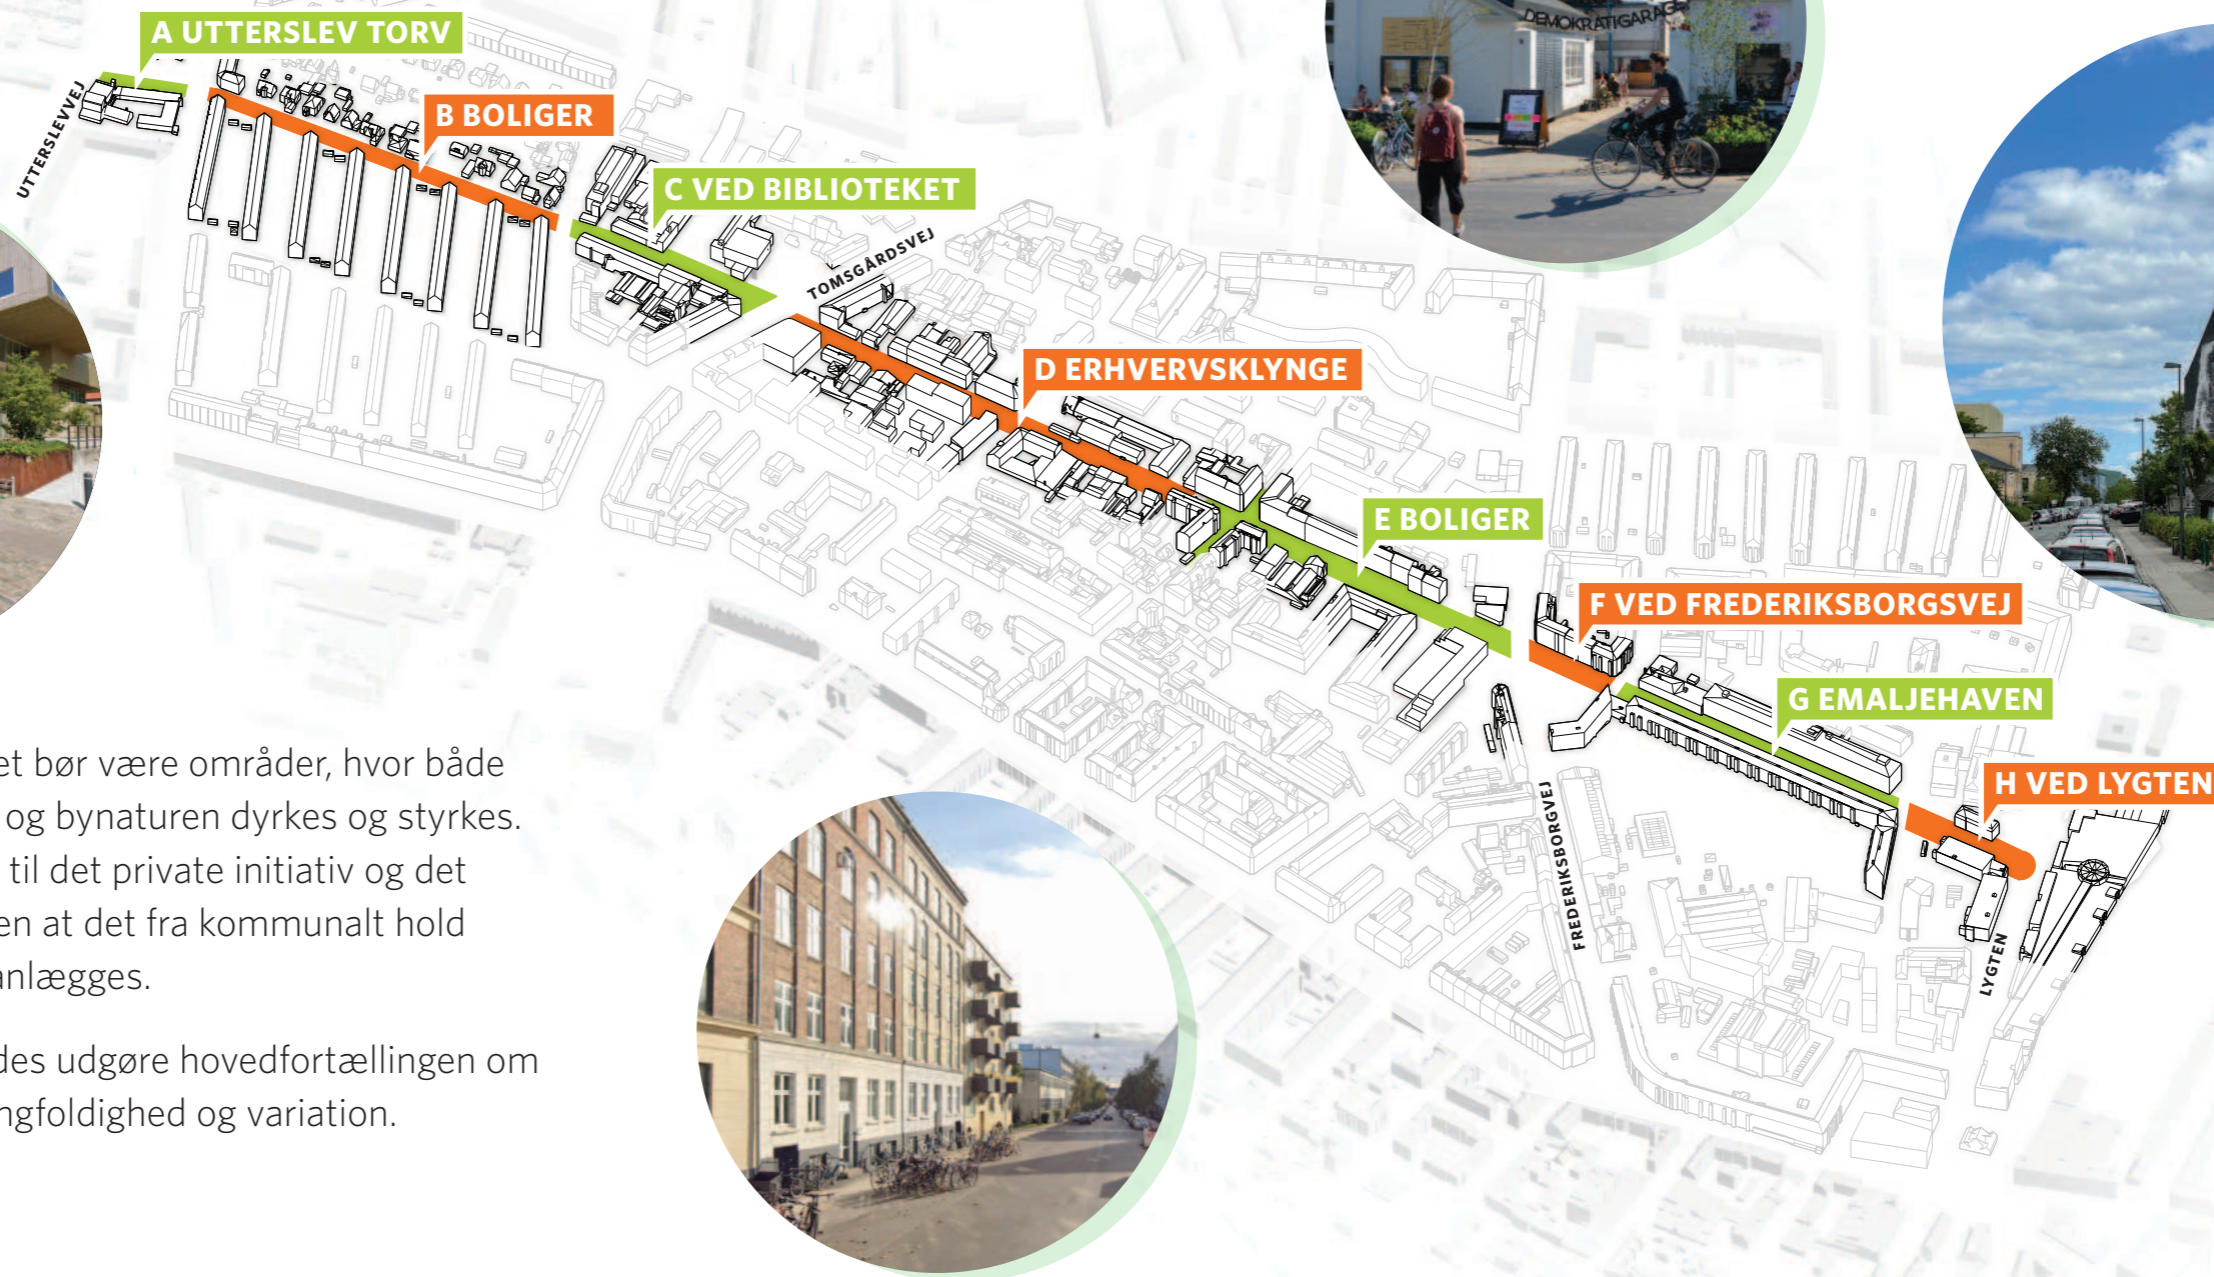 A UTTERSLEV TORV
UTTERSLEVVEJ
B BOLIGER
C VED BIBLIOTEKET
TOMSGÅRDSVEJ
DEMOKRATIGARAGE
D ERHVERVSKLYNGE
E BOLIGER
F VED FREDERIKSBORGSVEJ
G EMALJEHAVEN
H VED LYGTEN
FREDERIKSBORGVEJ
LYGTEN
et bør være områder, hvor både
og bynaturen dyrkes og styrkes.
til det private initiativ og det
en at det fra kommunalt hold
anlægges.
des udgøre hovedfortællingen om
ngfoldighed og variation.